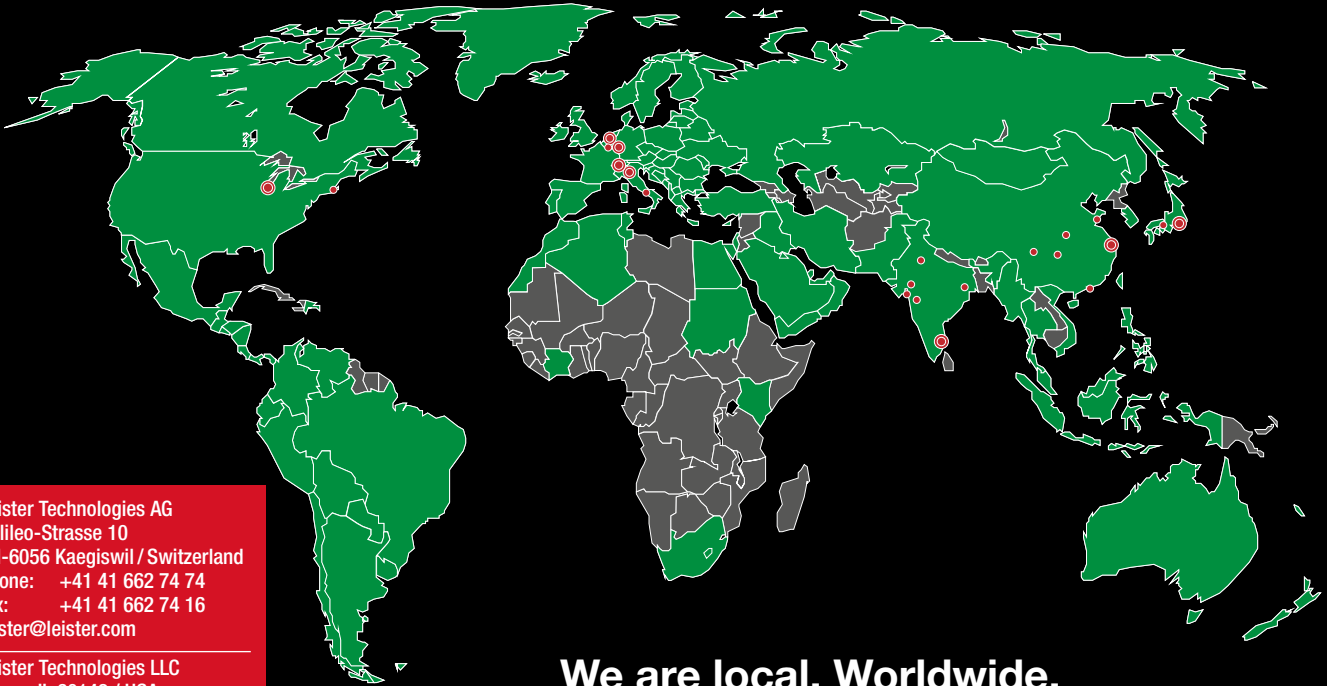 ister Technologies AG
lileo-Strasse 10
-6056 Kaegiswil / Switzerland
one: +41 41 662 74 74
x: +41 41 662 74 16
ster@leister.com
ister Technologies LLC
We are local. Worldwide.